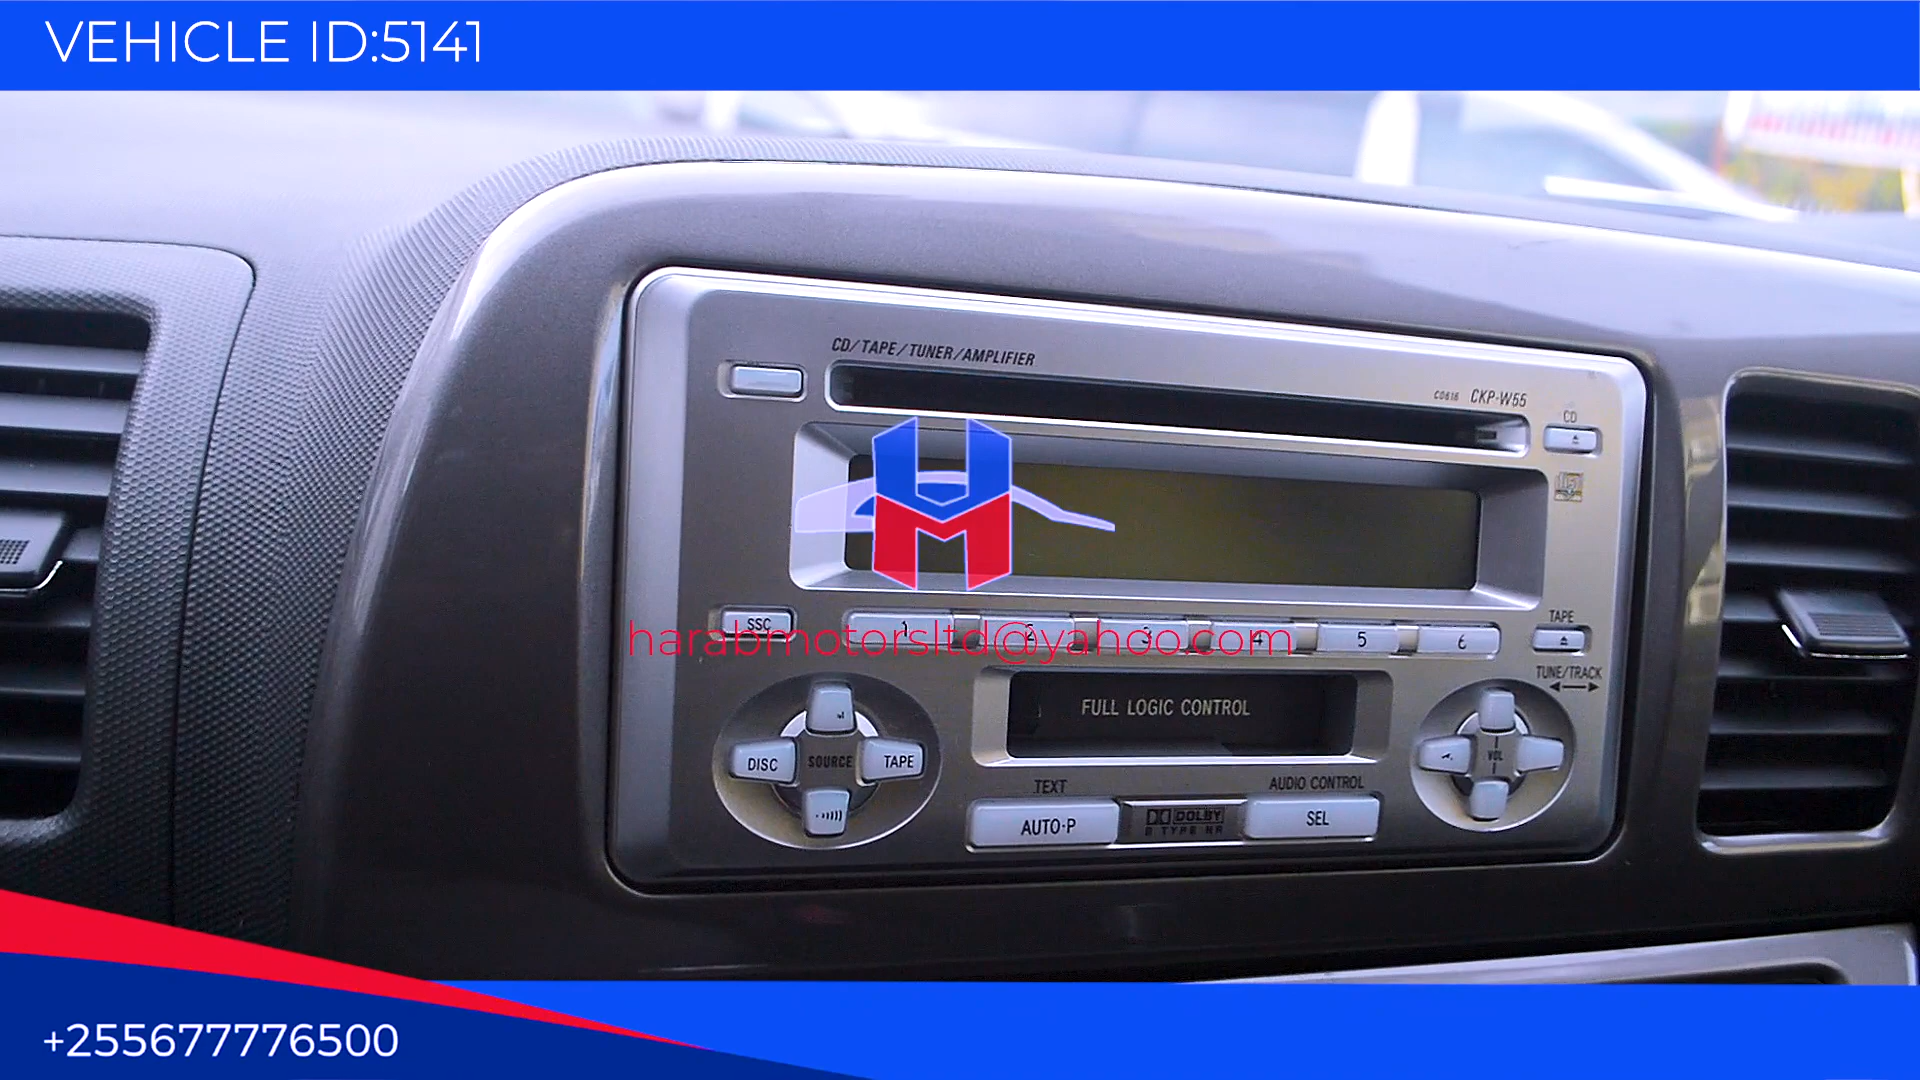 VEHICLE ID:5141
CD/TAPE/TUNER/AMPLIFIER
CD616 CKP-W55
CD
SSC
1 2 3 4 5 6
TAPE
harabmotorsltd@yahoo.com
TUNE/TRACK
FULL LOGIC CONTROL
DISC SOURCE TAPE
VOL
TEXT
AUDIO CONTROL
AUTO·P
DOLBY
B TYPE NR
SEL
+255677776500